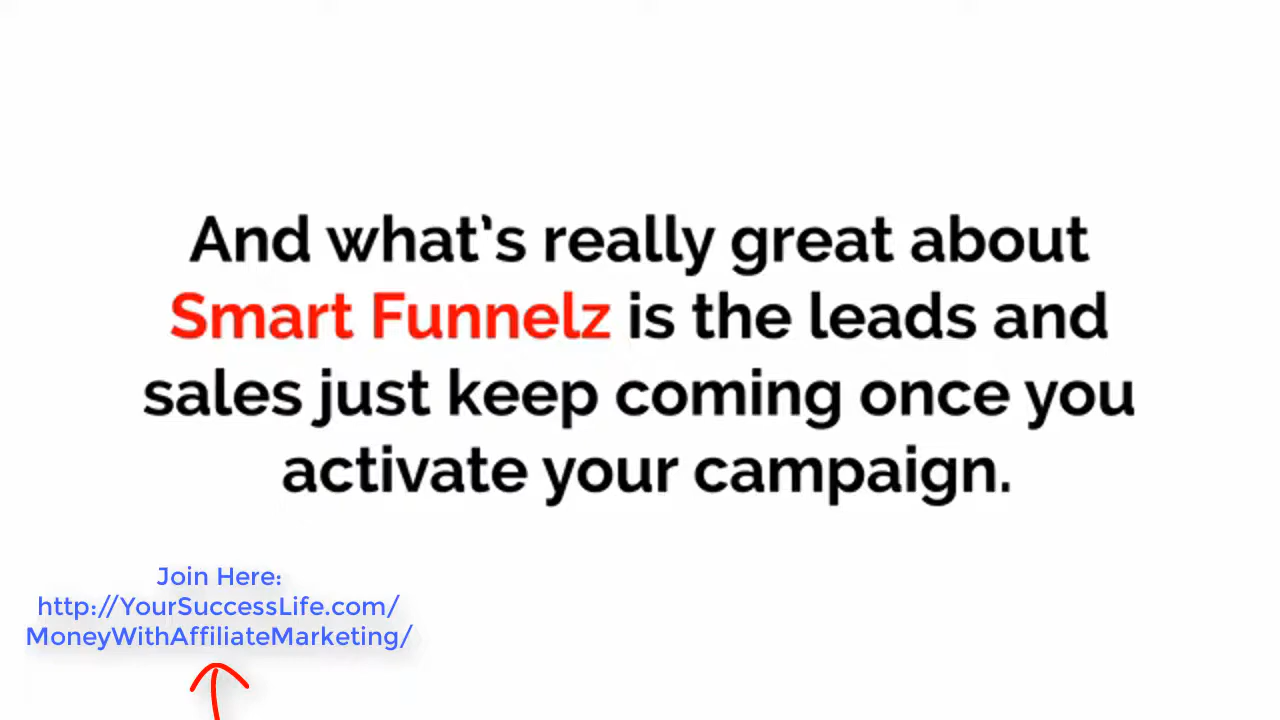 And what's really great about
Smart Funnelz is the leads and
sales just keep coming once you
activate your campaign.
Join Here:
http://YourSuccessLife.com/
MoneyWithAffiliateMarketing/